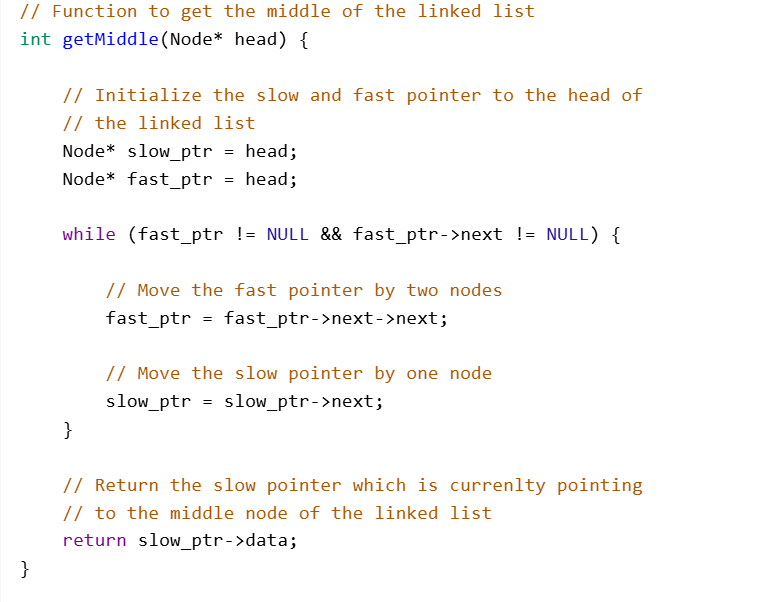 // Function to get the middle of the linked list
int getMiddle(Node* head) {
// Initialize the slow and fast pointer to the head of
// the linked list
Node* slow_ptr = head;
Node* fast_ptr = head;
while (fast_ptr != NULL && fast_ptr->next != NULL) {
// Move the fast pointer by two nodes
fast_ptr = fast_ptr->next->next;
// Move the slow pointer by one node
slow_ptr = slow_ptr->next;
}
// Return the slow pointer which is currenlty pointing
// to the middle node of the linked list
return slow_ptr->data;
}